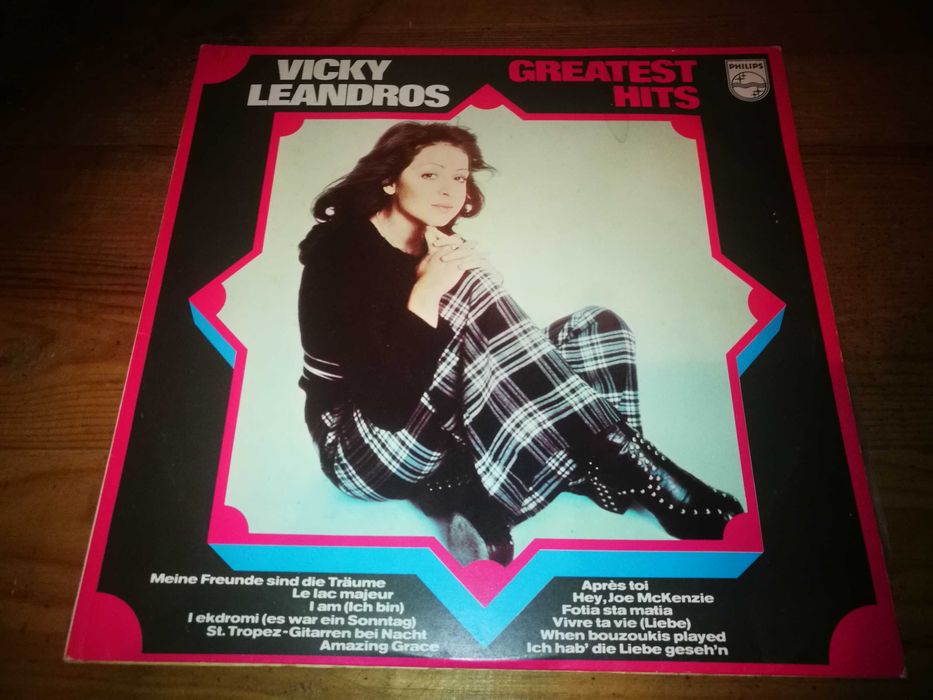 VICKY
LEANDROS
GREATEST
HITS
PHILIPS
Meine Freunde sind die Träume
Le lac majeur
I am (Ich bin)
I ekdromi (es war ein Sonntag)
St. Tropez-Gitarren bei Nacht
Amazing Grace
Après toi
Hey, Joe McKenzie
Fotia sta matia
Vivre ta vie (Liebe)
When bouzoukis played
Ich hab' die Liebe geseh'n